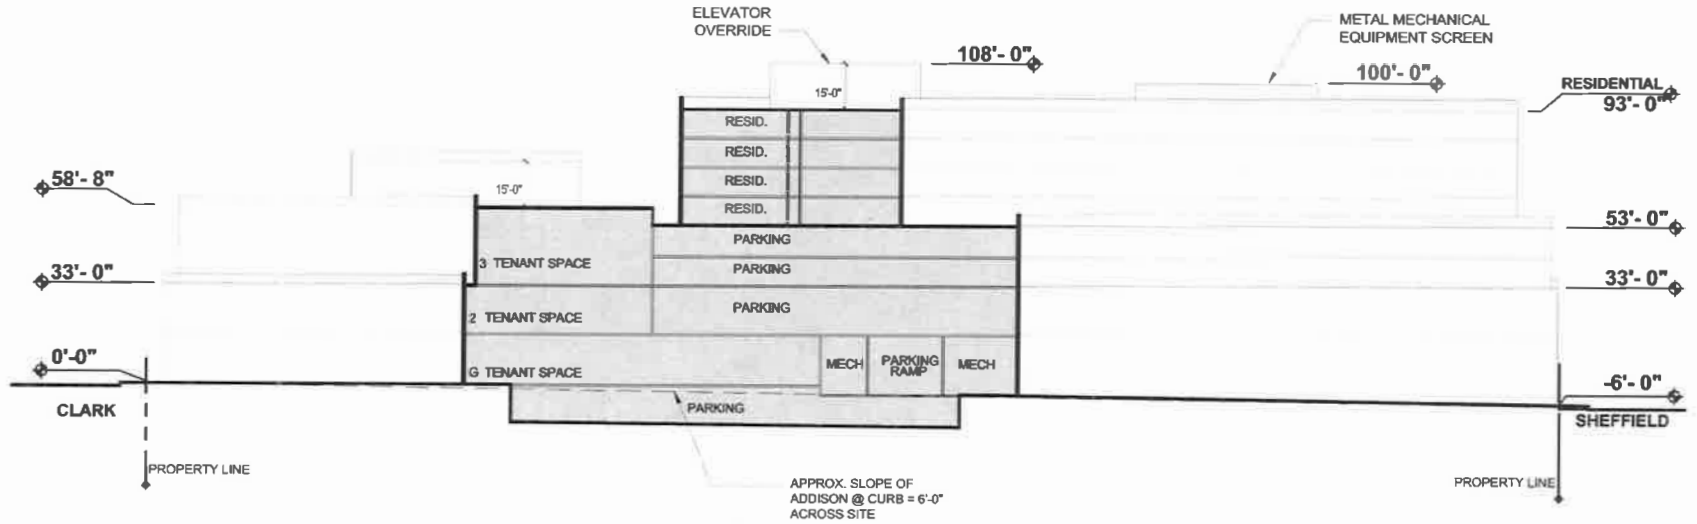 ELEVATOR
OVERRIDE
METAL MECHANICAL
EQUIPMENT SCREEN
108'- 0"
100'- 0"
RESIDENTIAL
93'- 0"
15'-0"
RESID.
RESID.
RESID.
RESID.
58'- 8"
15'-0"
53'- 0"
PARKING
3 TENANT SPACE
PARKING
33'- 0"
33'- 0"
PARKING
2 TENANT SPACE
0'-0"
G TENANT SPACE
MECH
PARKING
RAMP
MECH
-6'- 0"
CLARK
PARKING
SHEFFIELD
PROPERTY LINE
PROPERTY LINE
APPROX. SLOPE OF
ADDISON @ CURB = 6'-0"
ACROSS SITE